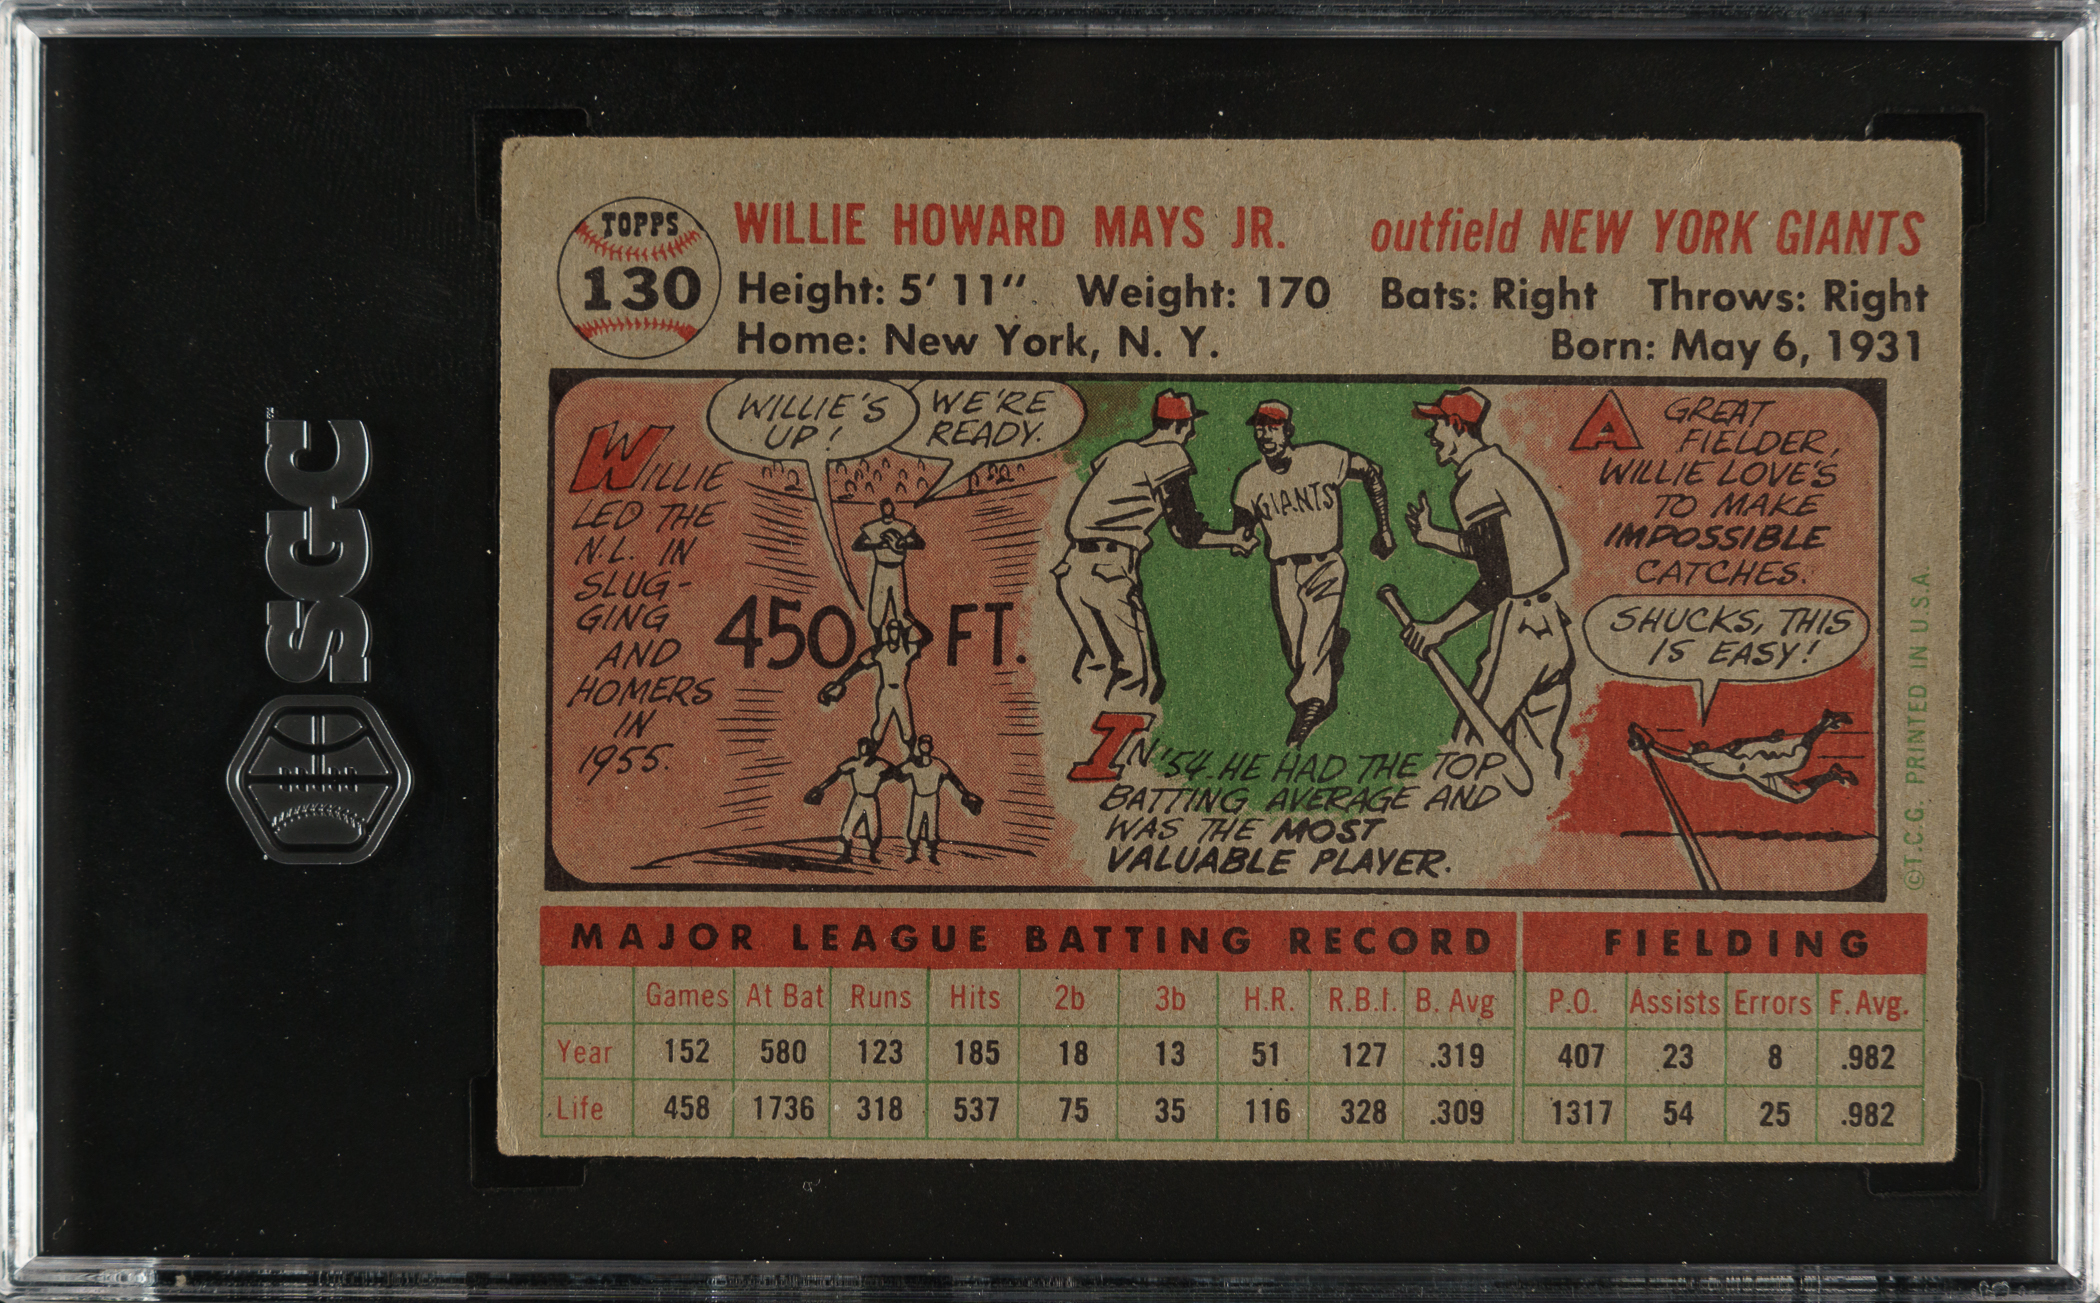 SGC
TOPPS
130
WILLIE HOWARD MAYS JR. outfield NEW YORK GIANTS
Height: 5' 11" Weight: 170 Bats: Right Throws: Right
Home: New York, N. Y. Born: May 6, 1931
WILLIE
LED THE
N.L. IN
SLUG-
GING
AND
HOMERS
IN
1955.
WILLIE'S
UP!
WE'RE
READY.
450 FT.
GIANTS
IN '54. HE HAD THE TOP
BATTING AVERAGE AND
WAS THE MOST
VALUABLE PLAYER.
A GREAT
FIELDER,
WILLIE LOVE'S
TO MAKE
IMPOSSIBLE
CATCHES.
SHUCKS, THIS
IS EASY!
©T.C.G. PRINTED IN U.S.A.
MAJOR LEAGUE BATTING RECORD FIELDING
Games At Bat Runs Hits 2b 3b H.R. R.B.I. B. Avg P.O. Assists Errors F. Avg.
Year 152 580 123 185 18 13 51 127 .319 407 23 8 .982
Life 458 1736 318 537 75 35 116 328 .309 1317 54 25 .982